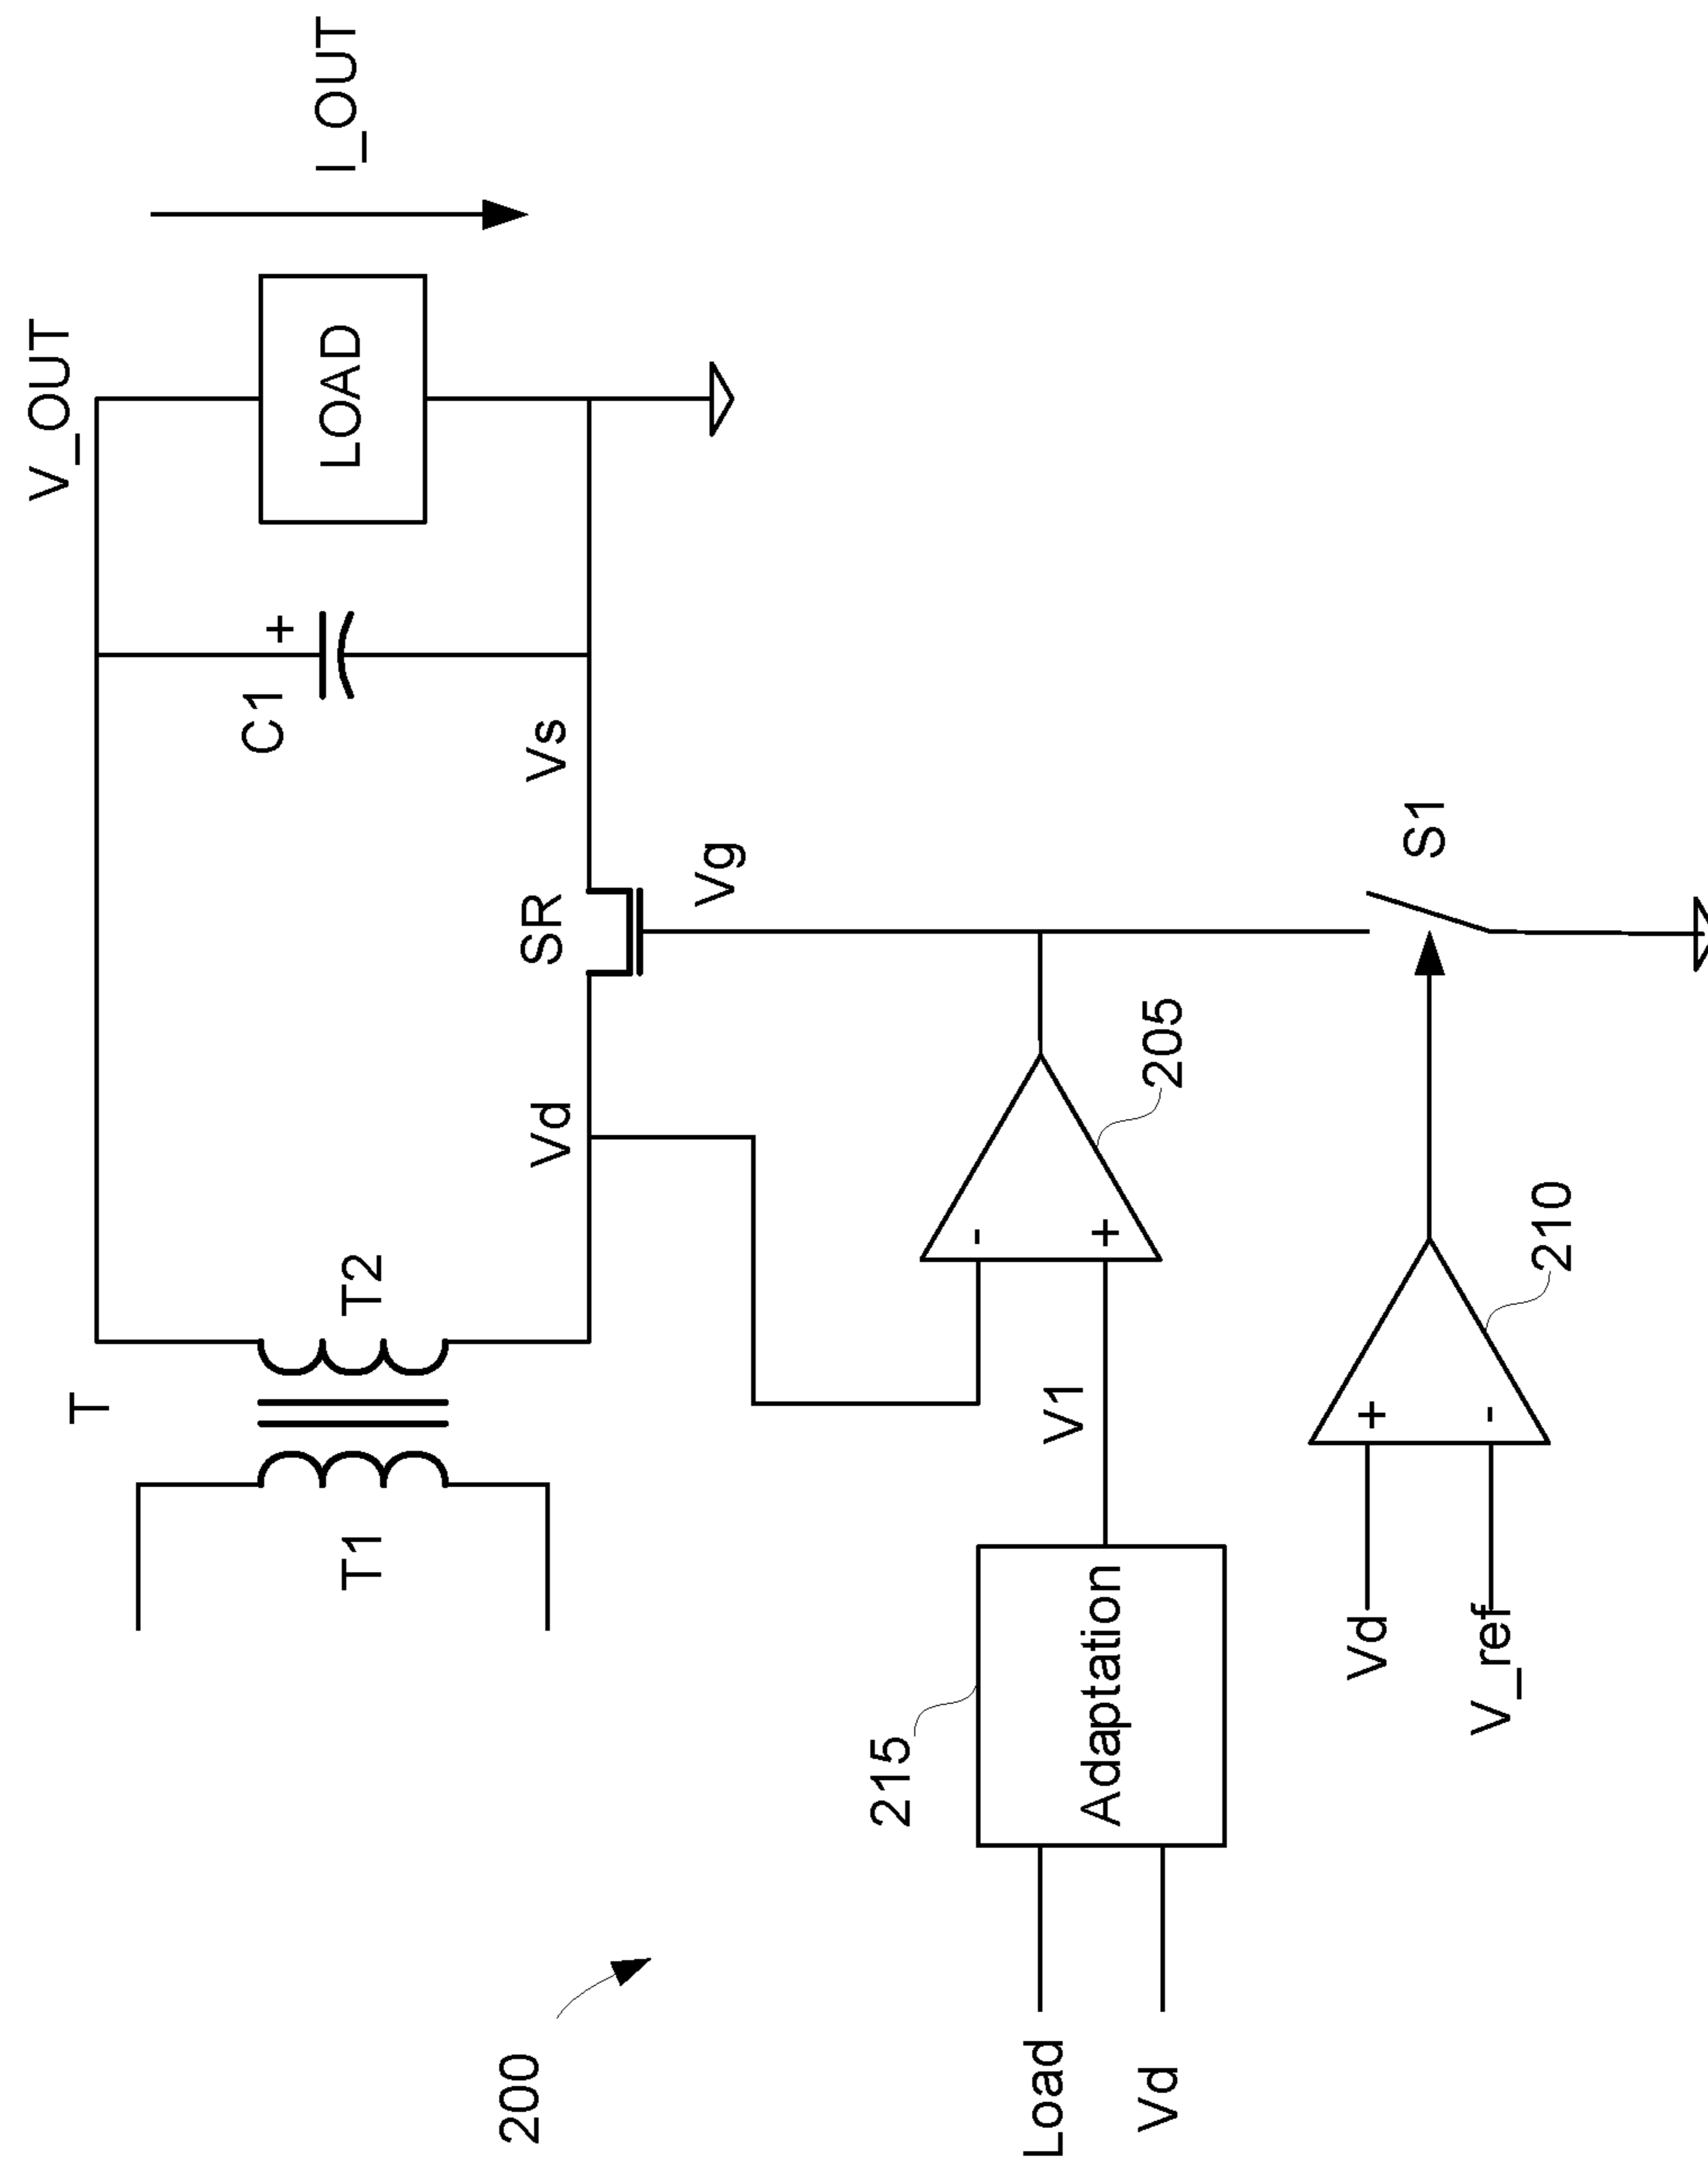 V_OUT
I_OUT
T
T1
T2
C1
+
LOAD
Vd
SR
Vs
Vg
200
215
Load
Vd
Adaptation
V1
-
+
205
Vd
V_ref
+
-
210
S1